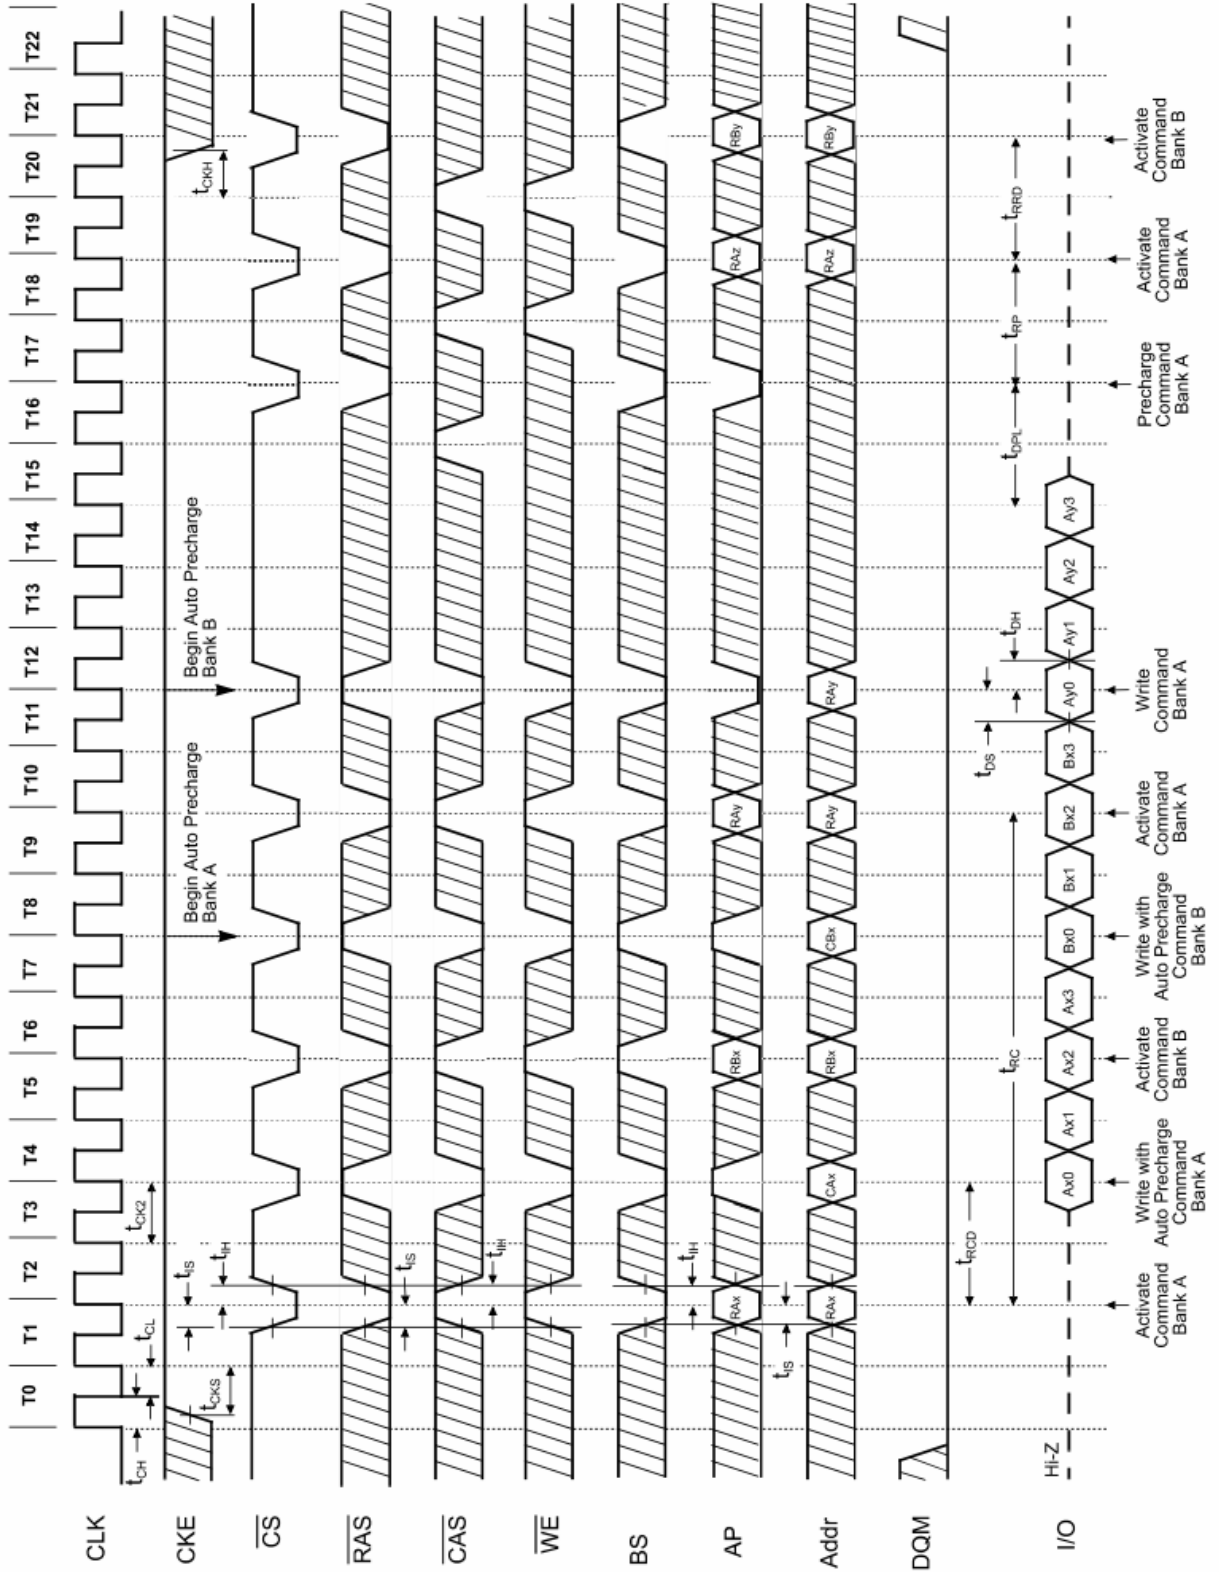 T0 T1 T2 T3 T4 T5 T6 T7 T8 T9 T10 T11 T12 T13 T14 T15 T16 T17 T18 T19 T20 T21 T22
CLK
tCH
tCL
tCK2
CKE
tCKS
tIS
tIH
Begin Auto Precharge
Bank A
Begin Auto Precharge
Bank B
tCKH
CS
RAS
tIS
CAS
tIH
WE
BS
tIH
AP
RAx RBx RAy RAz RBy
tIS
Addr
RAx CAx RBx CBx RAy RAy RAz RBy
DQM
tRCD
tDS
tRC
tDH
tDPL
tRP
tRRD
I/O
Hi-Z
Ax0 Ax1 Ax2 Ax3 Bx0 Bx1 Bx2 Bx3 Ay0 Ay1 Ay2 Ay3
Activate
Command
Bank A
Write with
Auto Precharge
Command
Bank A
Activate
Command
Bank B
Write with
Auto Precharge
Command
Bank B
Activate
Command
Bank A
Write
Command
Bank A
Precharge
Command
Bank A
Activate
Command
Bank A
Activate
Command
Bank B